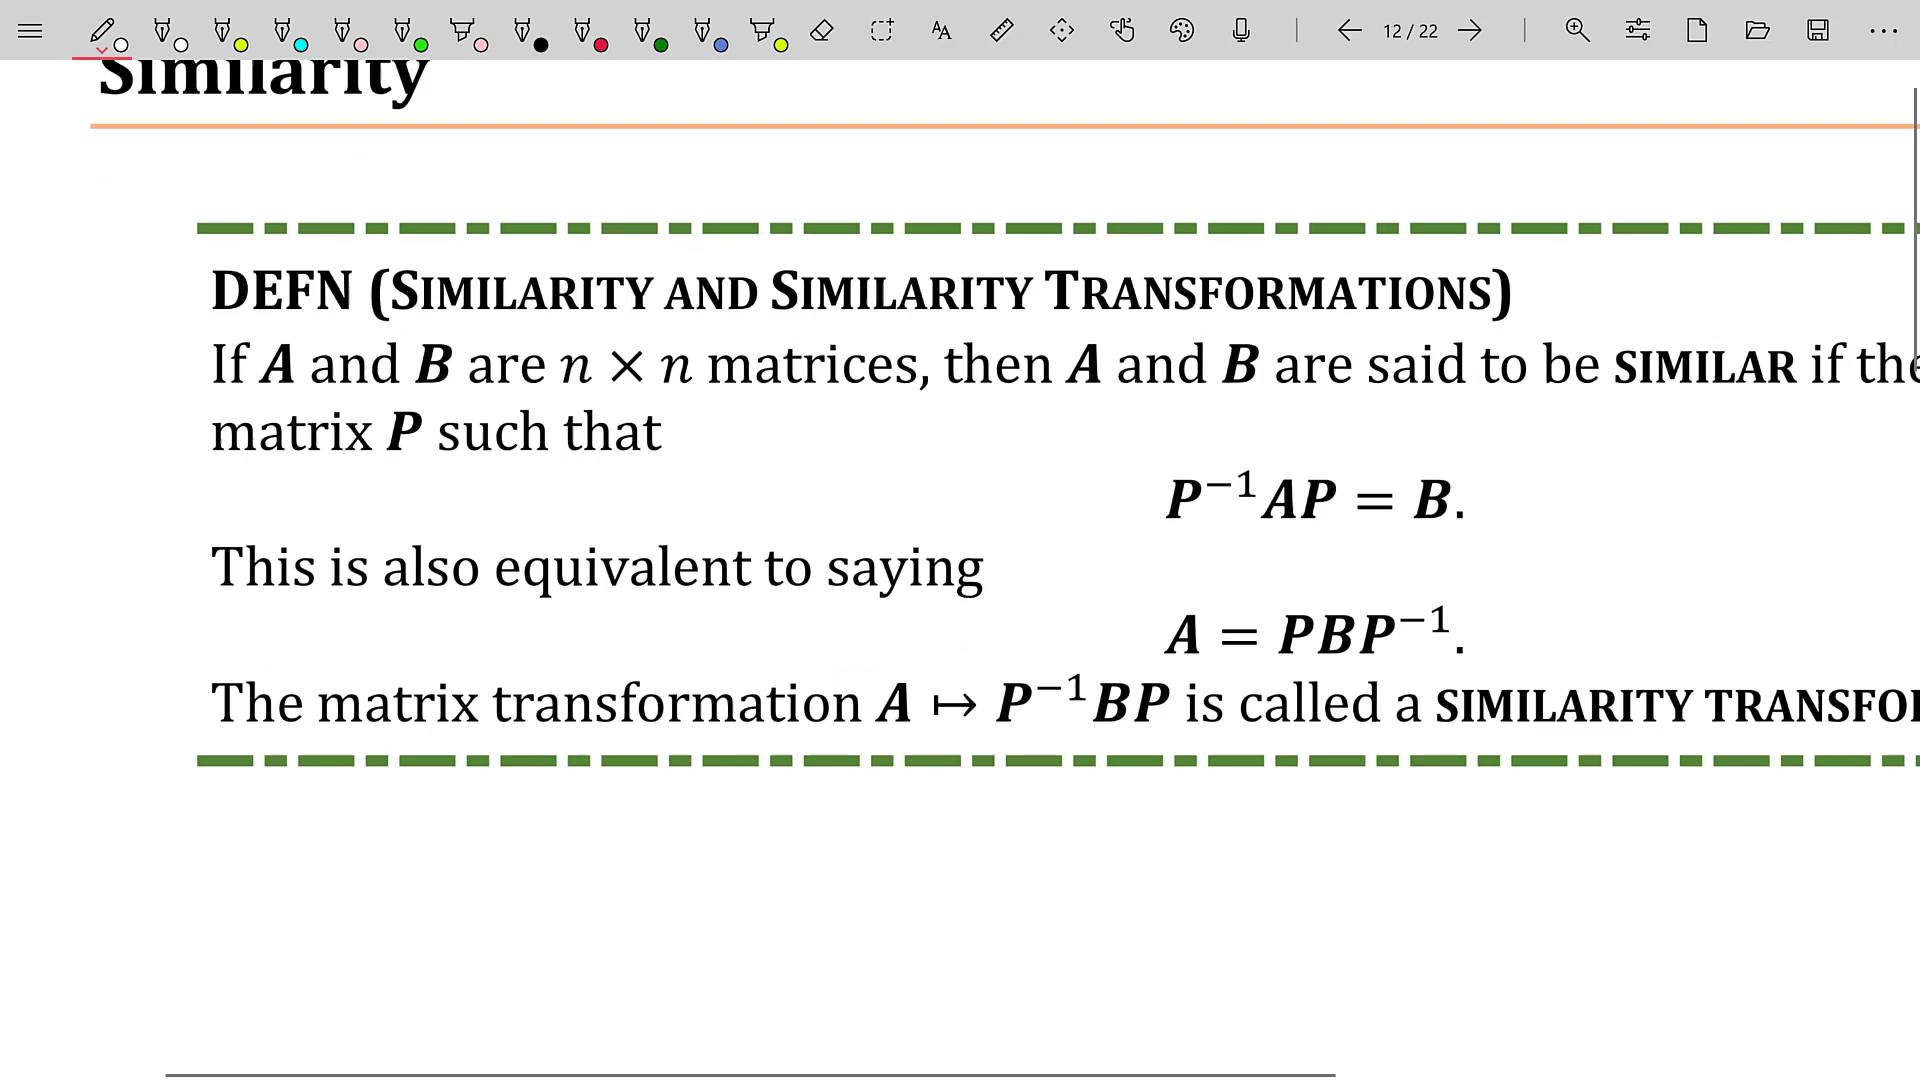 12 / 22
Similarity
DEFN (SIMILARITY AND SIMILARITY TRANSFORMATIONS)
If A and B are n × n matrices, then A and B are said to be SIMILAR if the
matrix P such that
P⁻¹AP = B.
This is also equivalent to saying
A = PBP⁻¹.
The matrix transformation A ↦ P⁻¹BP is called a SIMILARITY TRANSFO